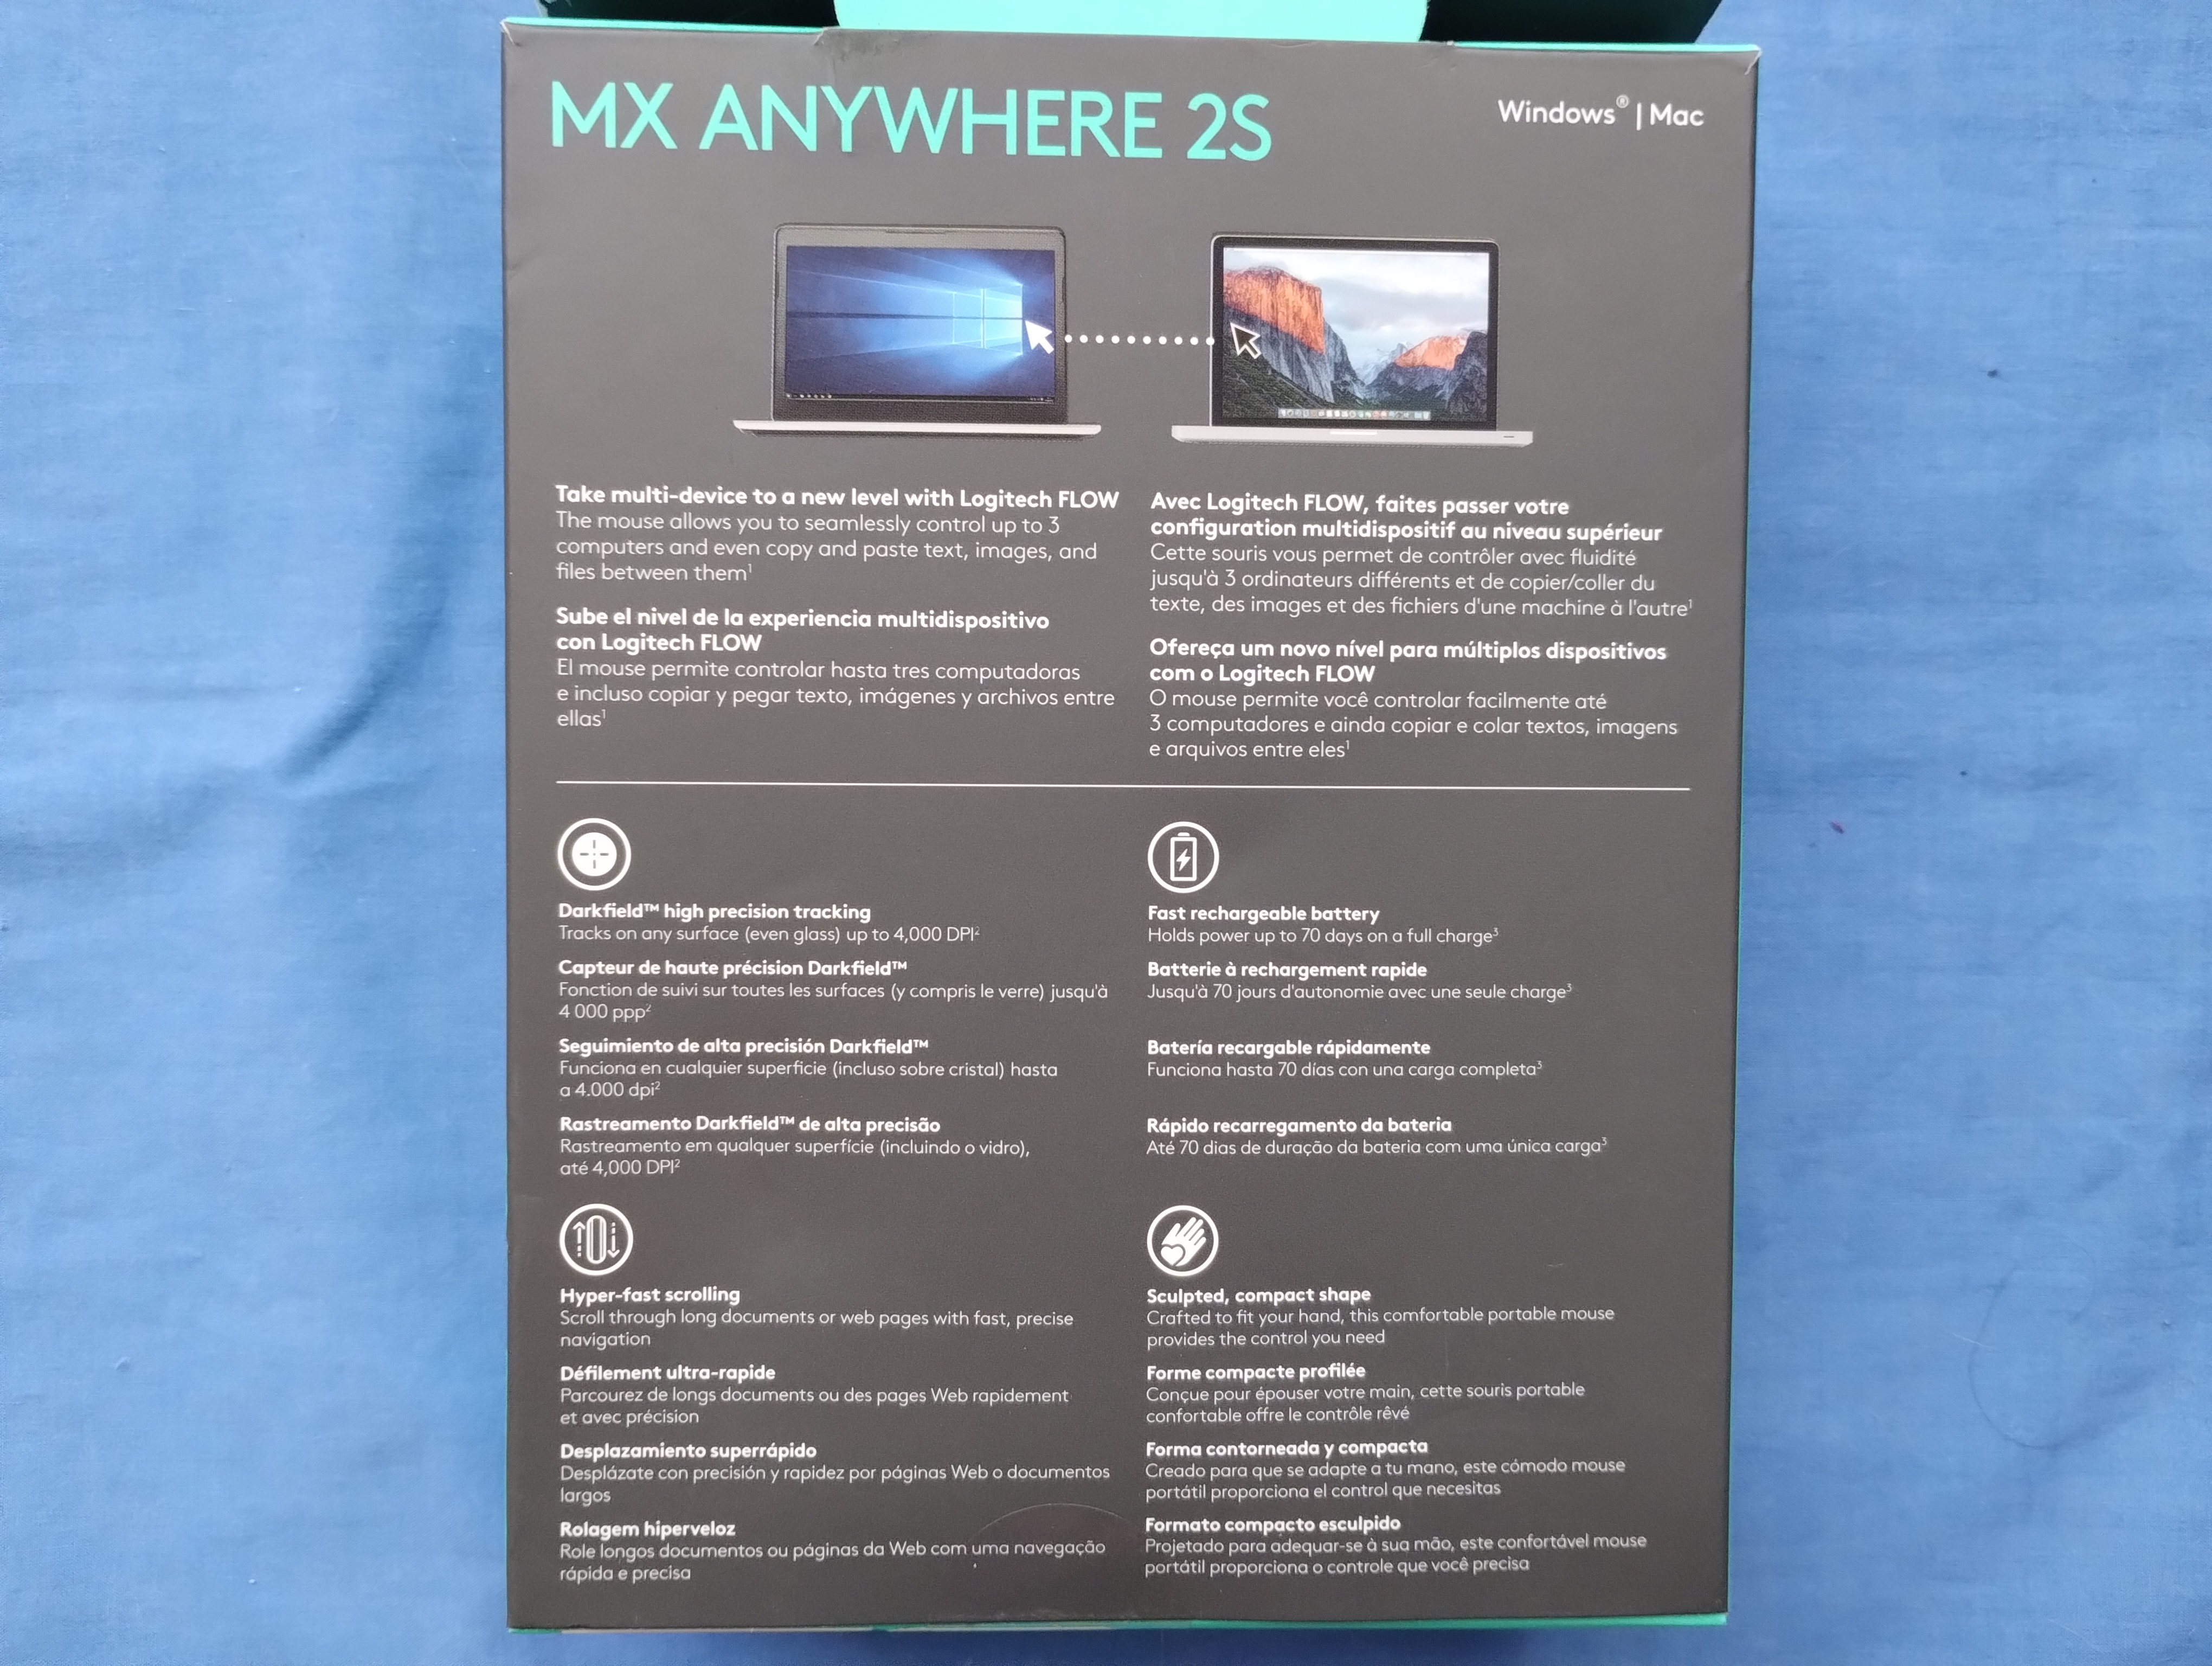 MX ANYWHERE 2S
Windows® | Mac
Take multi-device to a new level with Logitech FLOW
The mouse allows you to seamlessly control up to 3
computers and even copy and paste text, images, and
files between them¹
Sube el nivel de la experiencia multidispositivo
con Logitech FLOW
El mouse permite controlar hasta tres computadoras
e incluso copiar y pegar texto, imágenes y archivos entre
ellas¹
Avec Logitech FLOW, faites passer votre
configuration multidispositif au niveau supérieur
Cette souris vous permet de contrôler avec fluidité
jusqu'à 3 ordinateurs différents et de copier/coller du
texte, des images et des fichiers d'une machine à l'autre¹
Ofereça um novo nível para múltiplos dispositivos
com o Logitech FLOW
O mouse permite você controlar facilmente até
3 computadores e ainda copiar e colar textos, imagens
e arquivos entre eles¹
Darkfield™ high precision tracking
Tracks on any surface (even glass) up to 4,000 DPI²
Capteur de haute précision Darkfield™
Fonction de suivi sur toutes les surfaces (y compris le verre) jusqu'à
4 000 ppp²
Seguimiento de alta precisión Darkfield™
Funciona en cualquier superficie (incluso sobre cristal) hasta
a 4.000 dpi²
Rastreamento Darkfield™ de alta precisão
Rastreamento em qualquer superfície (incluindo o vidro),
até 4,000 DPI²
Fast rechargeable battery
Holds power up to 70 days on a full charge³
Batterie à rechargement rapide
Jusqu'à 70 jours d'autonomie avec une seule charge³
Batería recargable rápidamente
Funciona hasta 70 días con una carga completa³
Rápido recarregamento da bateria
Até 70 dias de duração da bateria com uma única carga³
Hyper-fast scrolling
Scroll through long documents or web pages with fast, precise
navigation
Défilement ultra-rapide
Parcourez de longs documents ou des pages Web rapidement
et avec précision
Desplazamiento superrápido
Desplázate con precisión y rapidez por páginas Web o documentos
largos
Rolagem hiperveloz
Role longos documentos ou páginas da Web com uma navegação
rápida e precisa
Sculpted, compact shape
Crafted to fit your hand, this comfortable portable mouse
provides the control you need
Forme compacte profilée
Conçue pour épouser votre main, cette souris portable
confortable offre le contrôle rêvé
Forma contorneada y compacta
Creado para que se adapte a tu mano, este cómodo mouse
portátil proporciona el control que necesitas
Formato compacto esculpido
Projetado para adequar-se à sua mão, este confortável mouse
portátil proporciona o controle que você precisa